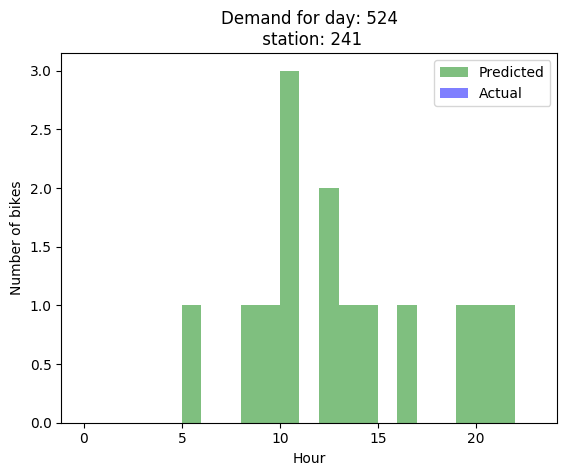 Demand for day: 524
station: 241
3.0
2.5
2.0
1.5
1.0
0.5
0.0
Number of bikes
Predicted
Actual
0 5 10 15 20
Hour